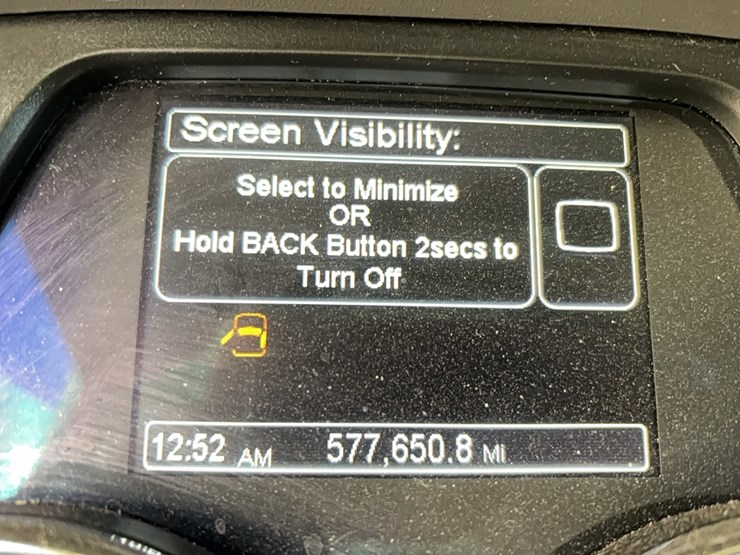 Screen Visibility:
Select to Minimize
OR
Hold BACK Button 2secs to
Turn Off
12:52 AM 577,650.8 MI